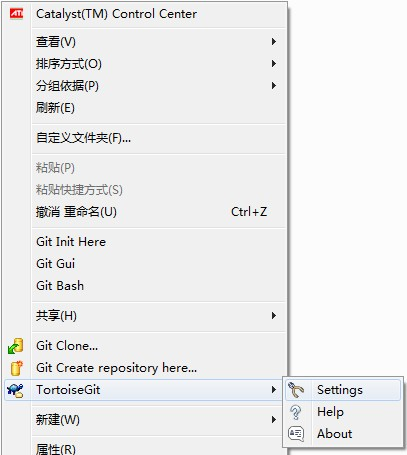 Catalyst(TM) Control Center
查看(V)
排序方式(O)
分组依据(P)
刷新(E)
自定义文件夹(F)...
粘贴(P)
粘贴快捷方式(S)
撤消 重命名(U) Ctrl+Z
Git Init Here
Git Gui
Git Bash
共享(H)
Git Clone...
Git Create repository here...
TortoiseGit
Settings
Help
About
新建(W)
属性(R)